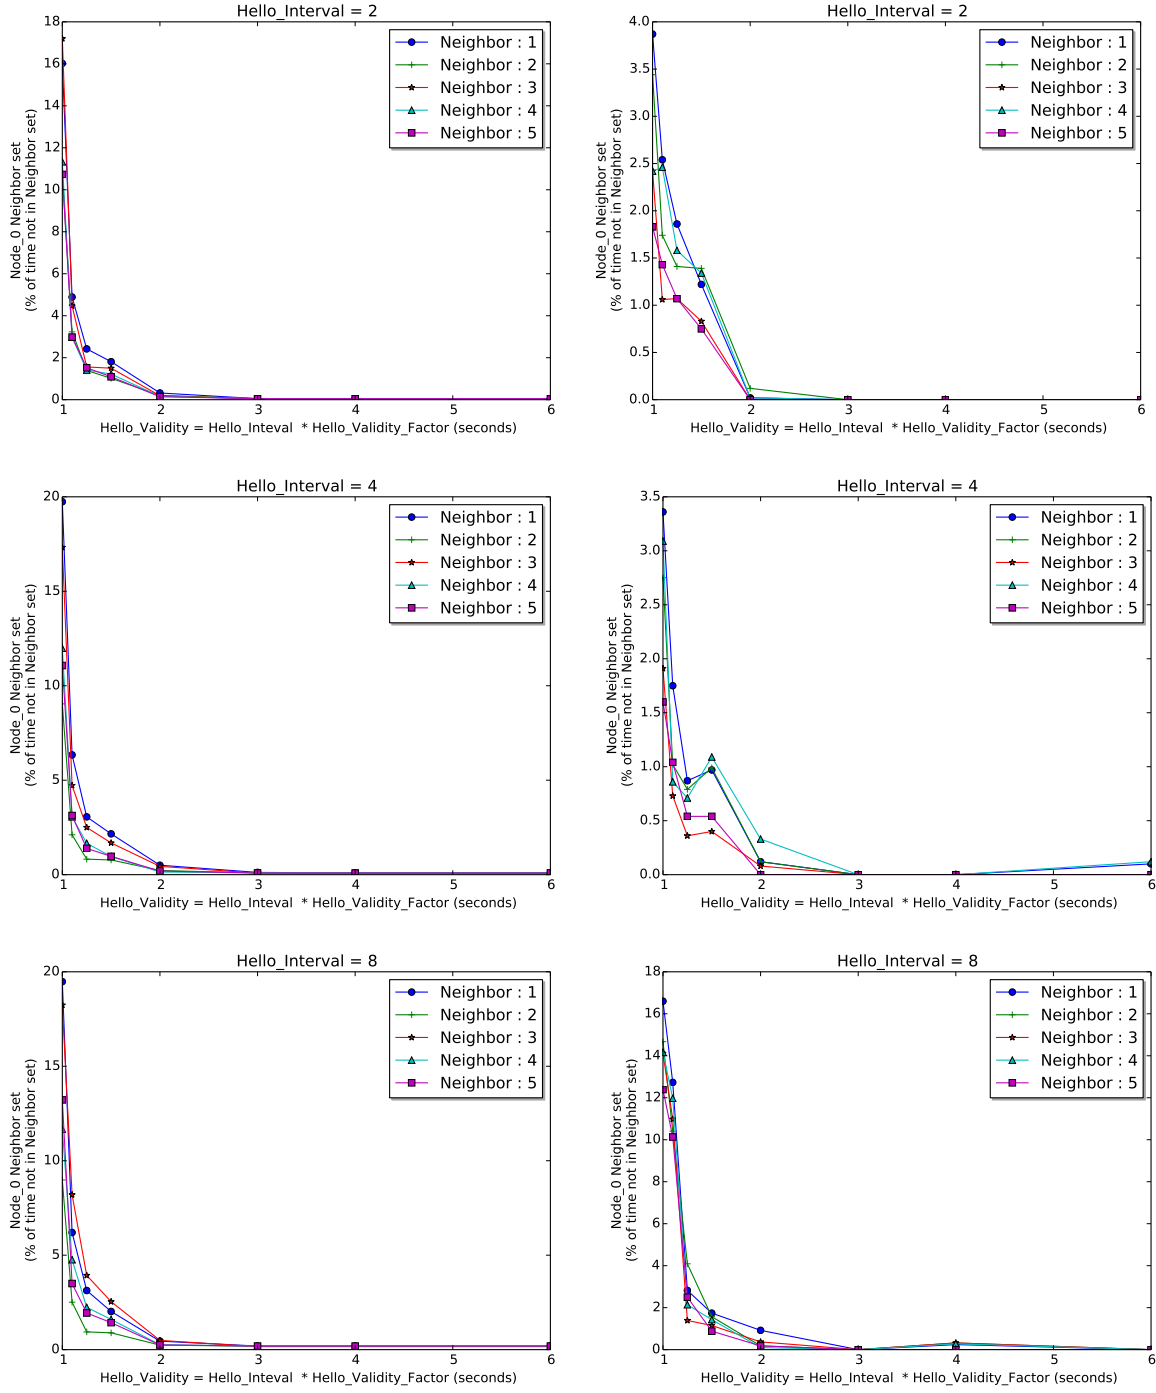 Hello_Interval = 2
18
16
14
12
10
8
6
4
2
0
Node_0 Neighbor set
(% of time not in Neighbor set)
Neighbor : 1
Neighbor : 2
Neighbor : 3
Neighbor : 4
Neighbor : 5
1 2 3 4 5 6
Hello_Validity = Hello_Inteval * Hello_Validity_Factor (seconds)
Hello_Interval = 2
4.0
3.5
3.0
2.5
2.0
1.5
1.0
0.5
0.0
Node_0 Neighbor set
(% of time not in Neighbor set)
Neighbor : 1
Neighbor : 2
Neighbor : 3
Neighbor : 4
Neighbor : 5
1 2 3 4 5 6
Hello_Validity = Hello_Inteval * Hello_Validity_Factor (seconds)
Hello_Interval = 4
20
15
10
5
0
Node_0 Neighbor set
(% of time not in Neighbor set)
Neighbor : 1
Neighbor : 2
Neighbor : 3
Neighbor : 4
Neighbor : 5
1 2 3 4 5 6
Hello_Validity = Hello_Inteval * Hello_Validity_Factor (seconds)
Hello_Interval = 4
3.5
3.0
2.5
2.0
1.5
1.0
0.5
0.0
Node_0 Neighbor set
(% of time not in Neighbor set)
Neighbor : 1
Neighbor : 2
Neighbor : 3
Neighbor : 4
Neighbor : 5
1 2 3 4 5 6
Hello_Validity = Hello_Inteval * Hello_Validity_Factor (seconds)
Hello_Interval = 8
20
15
10
5
0
Node_0 Neighbor set
(% of time not in Neighbor set)
Neighbor : 1
Neighbor : 2
Neighbor : 3
Neighbor : 4
Neighbor : 5
1 2 3 4 5 6
Hello_Validity = Hello_Inteval * Hello_Validity_Factor (seconds)
Hello_Interval = 8
18
16
14
12
10
8
6
4
2
0
Node_0 Neighbor set
(% of time not in Neighbor set)
Neighbor : 1
Neighbor : 2
Neighbor : 3
Neighbor : 4
Neighbor : 5
1 2 3 4 5 6
Hello_Validity = Hello_Inteval * Hello_Validity_Factor (seconds)